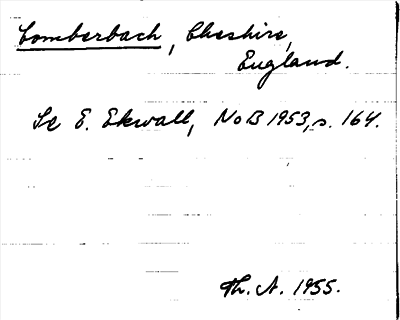 Comberbach, Cheshire,
England.
Se E. Ekwall, NoB 1953, s. 164.
Th. A. 1955.